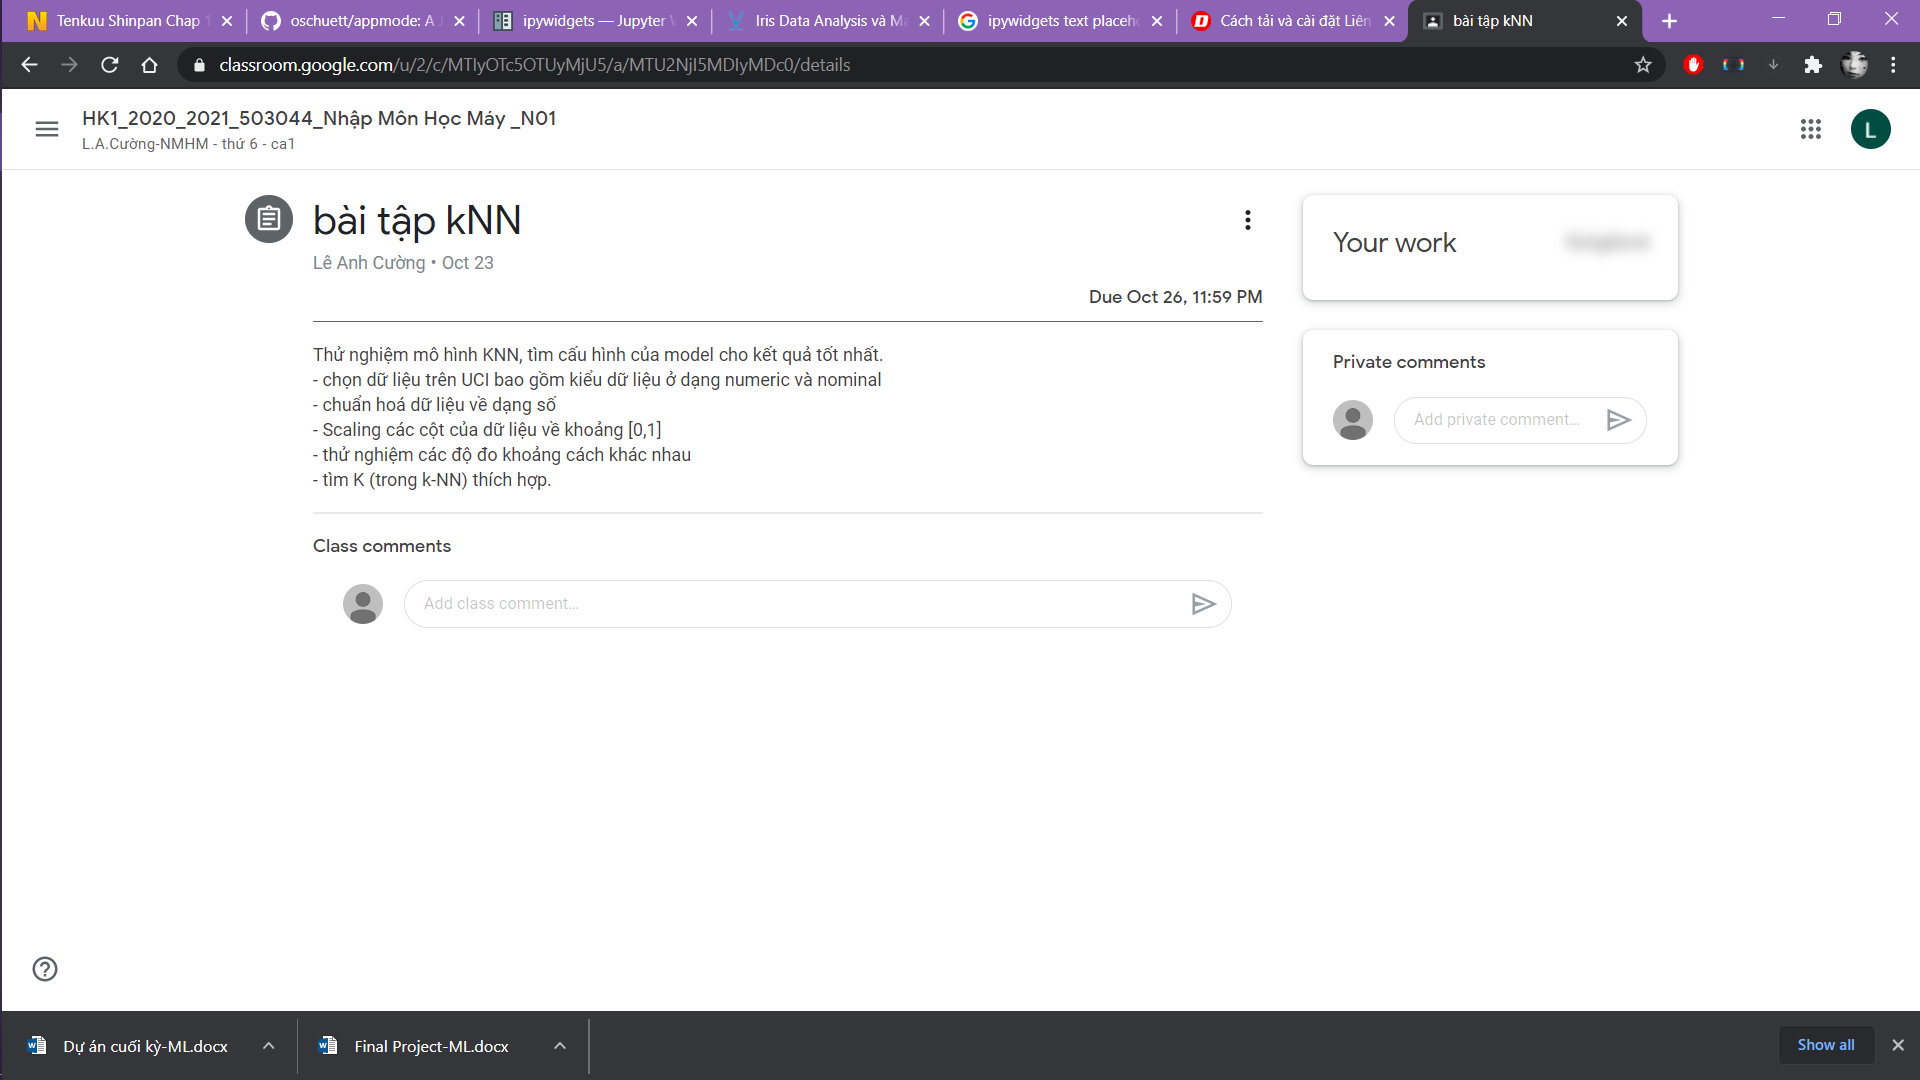 Tenkuu Shinpan Chap 1
oschuett/appmode: A J
ipywidgets — Jupyter W
Iris Data Analysis và Ma
ipywidgets text placeho
Cách tải và cài đặt Liên
bài tập kNN
classroom.google.com/u/2/c/MTIyOTc5OTUyMjU5/a/MTU2NjI5MDIyMDc0/details
HK1_2020_2021_503044_Nhập Môn Học Máy _N01
L.A.Cường-NMHM - thứ 6 - ca1
L
bài tập kNN
Lê Anh Cường • Oct 23
Due Oct 26, 11:59 PM
Thử nghiệm mô hình KNN, tìm cấu hình của model cho kết quả tốt nhất.
- chọn dữ liệu trên UCI bao gồm kiểu dữ liệu ở dạng numeric và nominal
- chuẩn hoá dữ liệu về dạng số
- Scaling các cột của dữ liệu về khoảng [0,1]
- thử nghiệm các độ đo khoảng cách khác nhau
- tìm K (trong k-NN) thích hợp.
Class comments
Add class comment...
Your work
Private comments
Add private comment...
Dự án cuối kỳ-ML.docx
Final Project-ML.docx
Show all